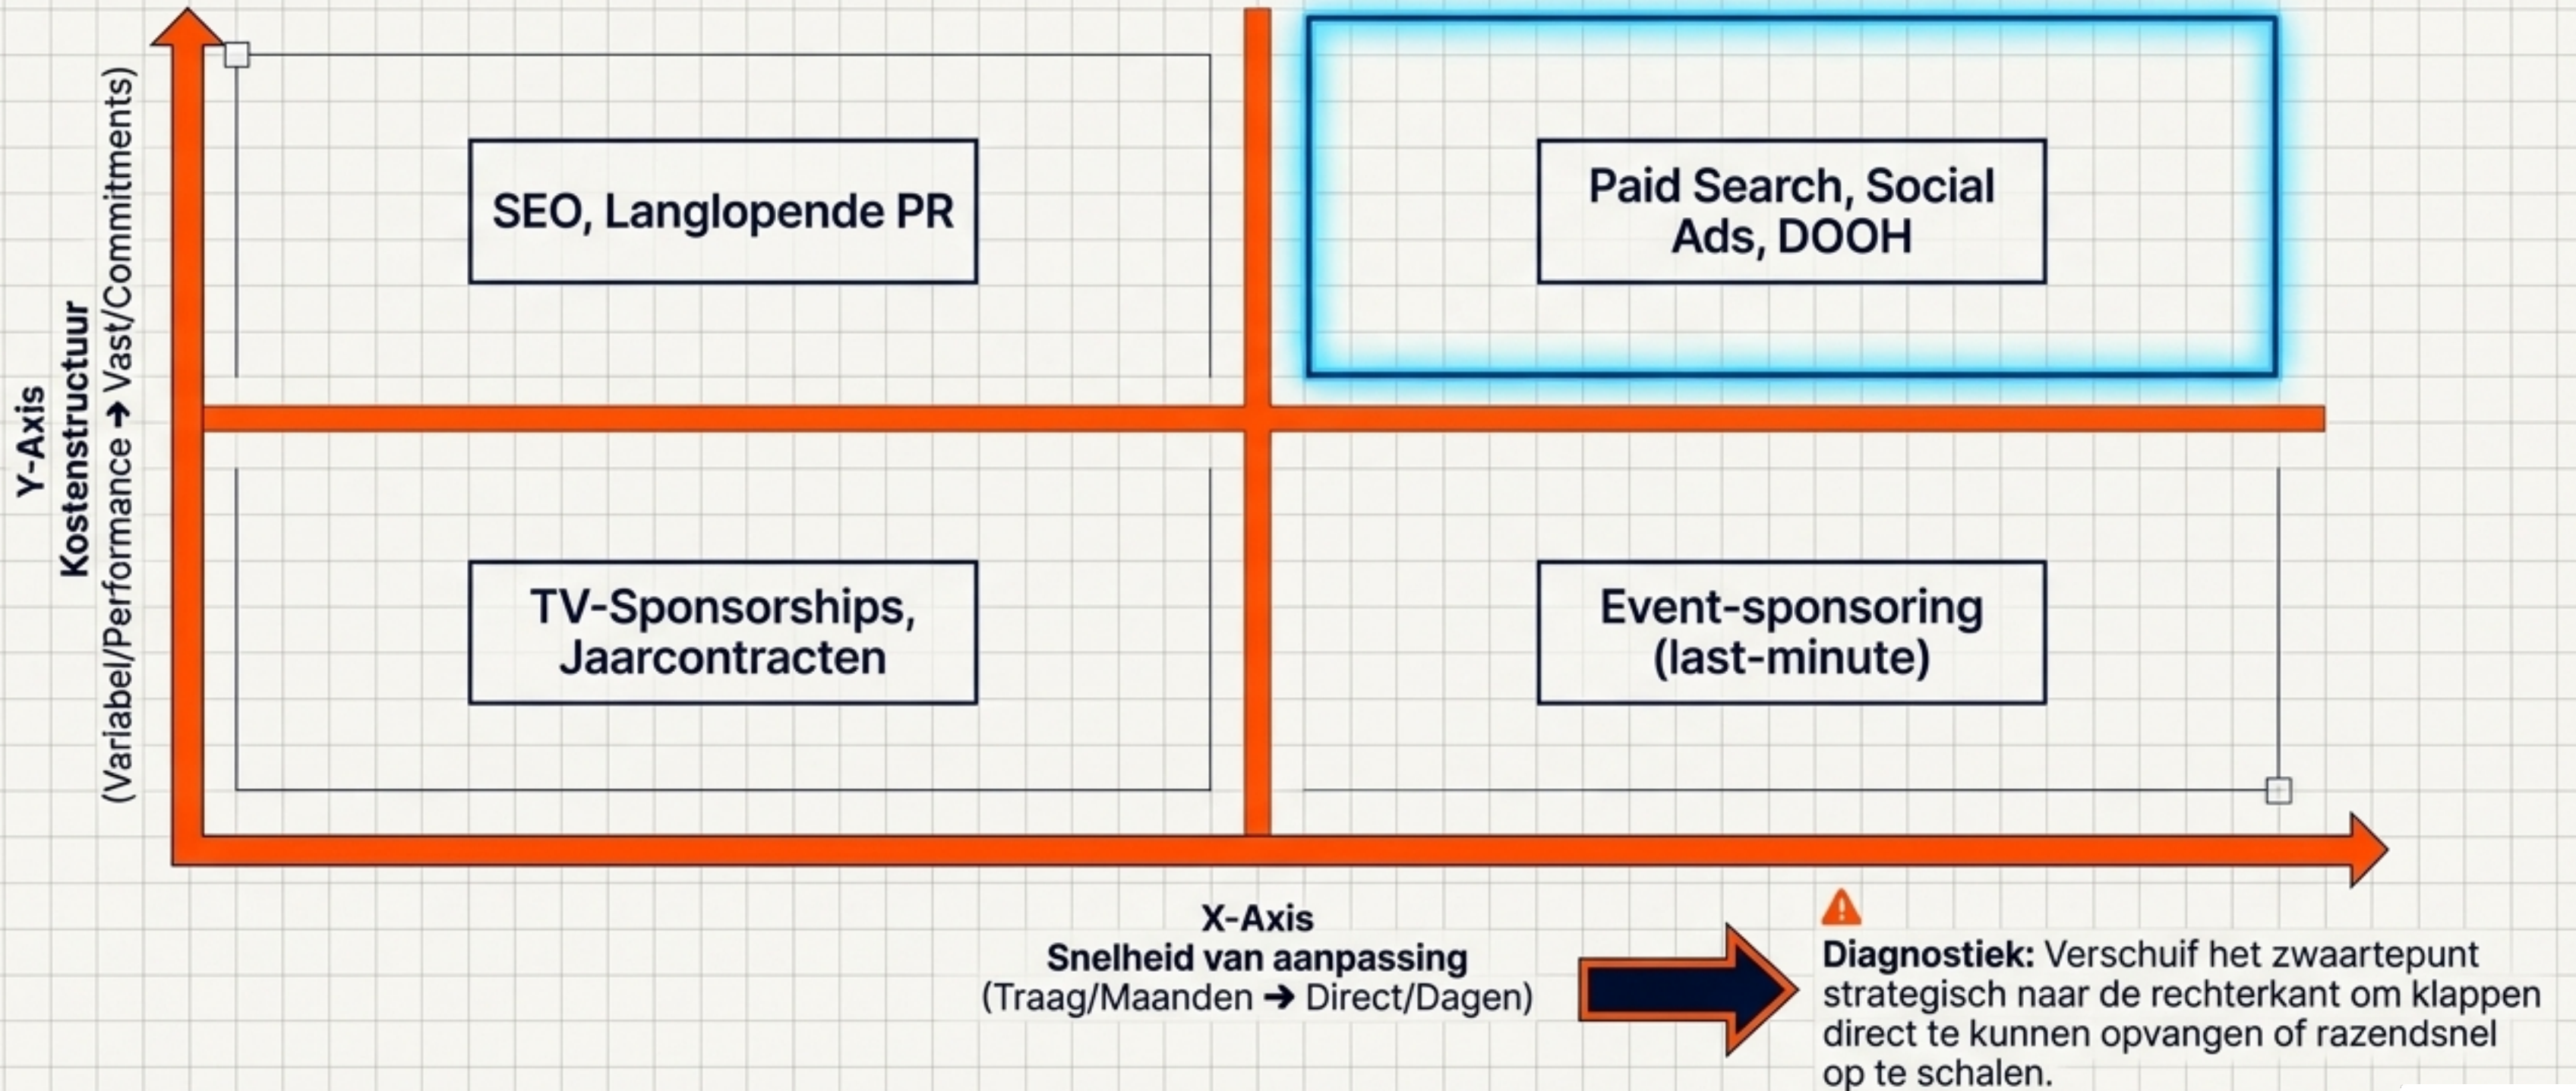 Y-Axis
Kostenstructuur
(Variabel/Performance ➔ Vast/Commitments)
SEO, Langlopende PR
Paid Search, Social
Ads, DOOH
TV-Sponsorships,
Jaarcontracten
Event-sponsoring
(last-minute)
X-Axis
Snelheid van aanpassing
(Traag/Maanden ➔ Direct/Dagen)
Diagnostiek: Verschuif het zwaartepunt
strategisch naar de rechterkant om klappen
direct te kunnen opvangen of razendsnel
op te schalen.